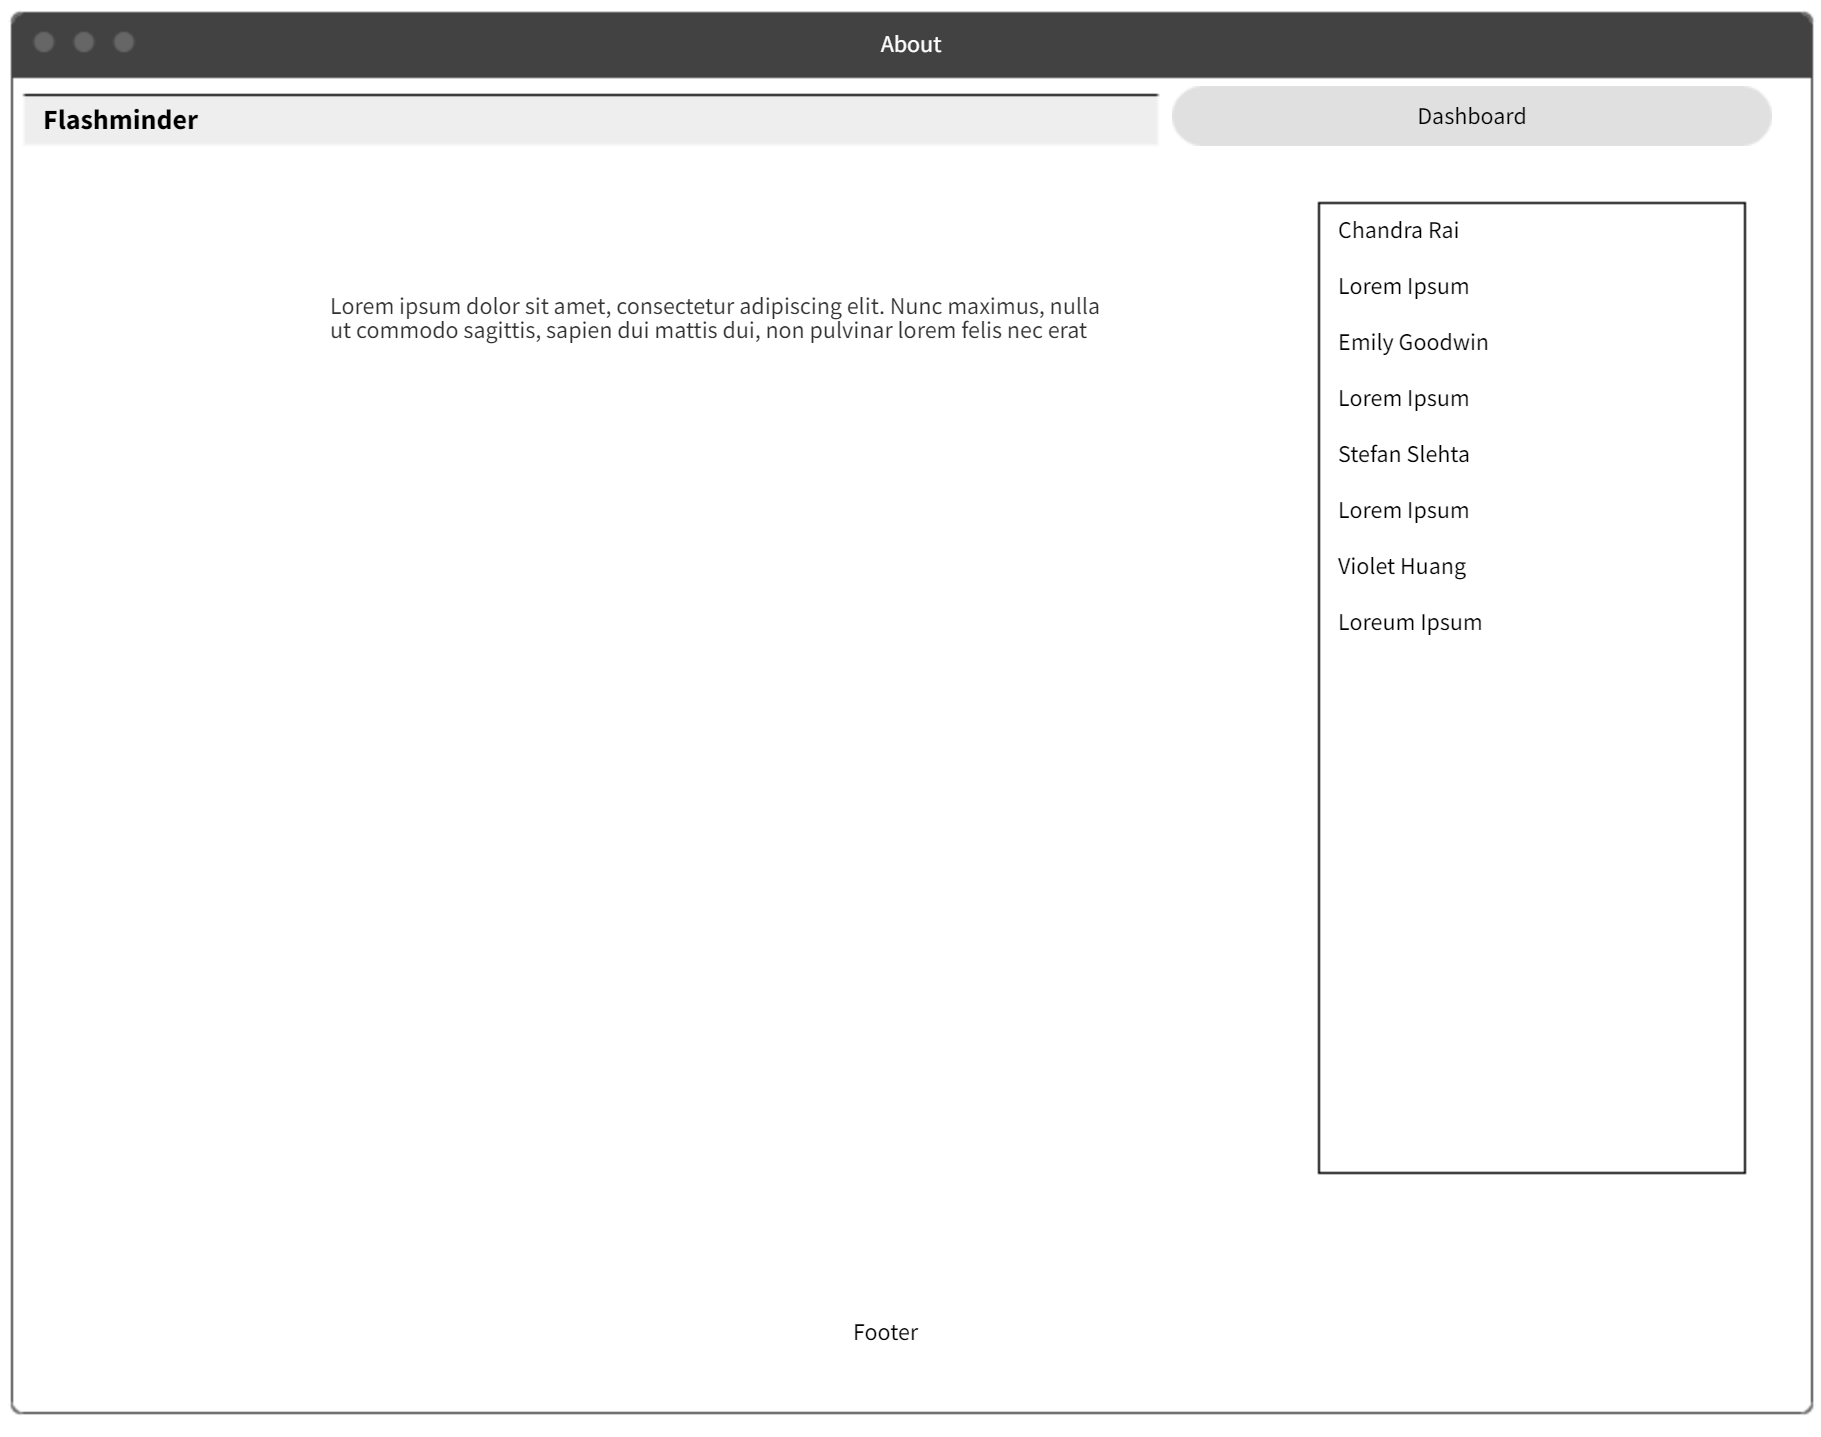 About
Flashminder
Dashboard
Lorem ipsum dolor sit amet, consectetur adipiscing elit. Nunc maximus, nulla
ut commodo sagittis, sapien dui mattis dui, non pulvinar lorem felis nec erat
Chandra Rai
Lorem Ipsum
Emily Goodwin
Lorem Ipsum
Stefan Slehta
Lorem Ipsum
Violet Huang
Loreum Ipsum
Footer